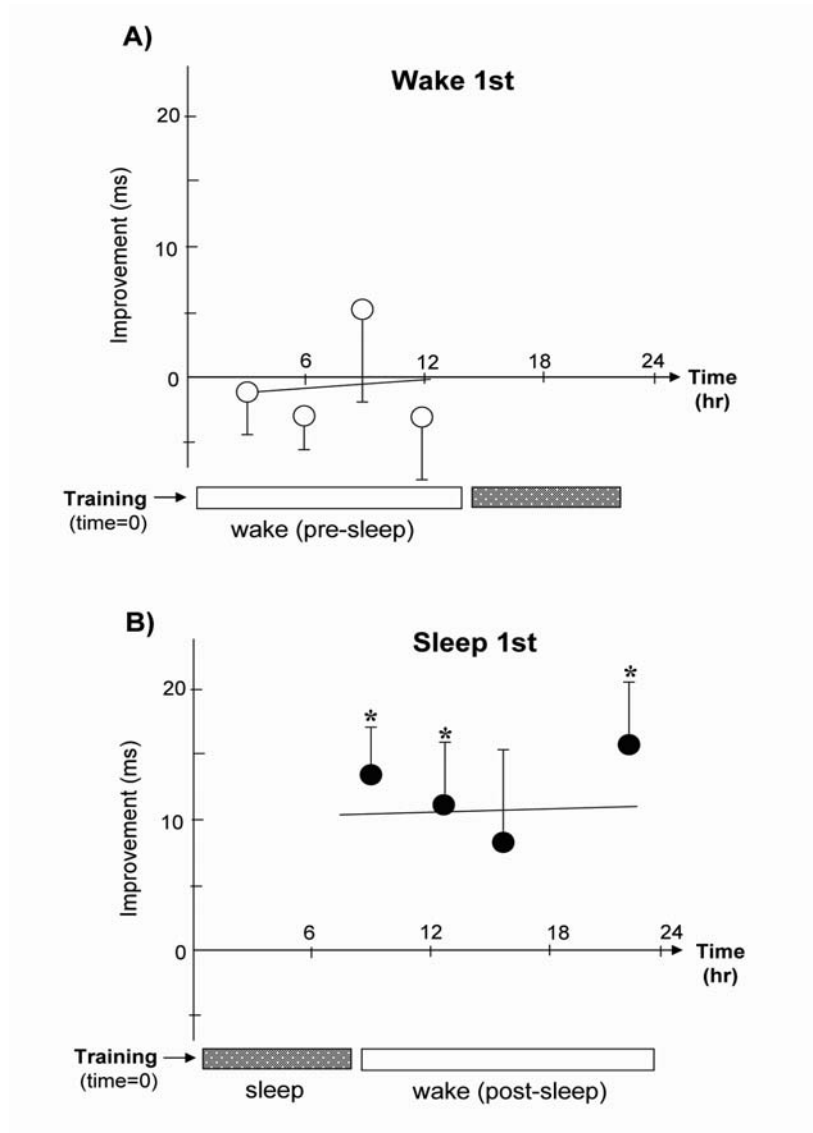 A)
Wake 1st
Improvement (ms)
20
10
0
6 12 18 24
Time
(hr)
Training
(time=0)
wake (pre-sleep)
B)
Sleep 1st
Improvement (ms)
20
10
0
* * *
6 12 18 24
Time
(hr)
Training
(time=0)
sleep wake (post-sleep)